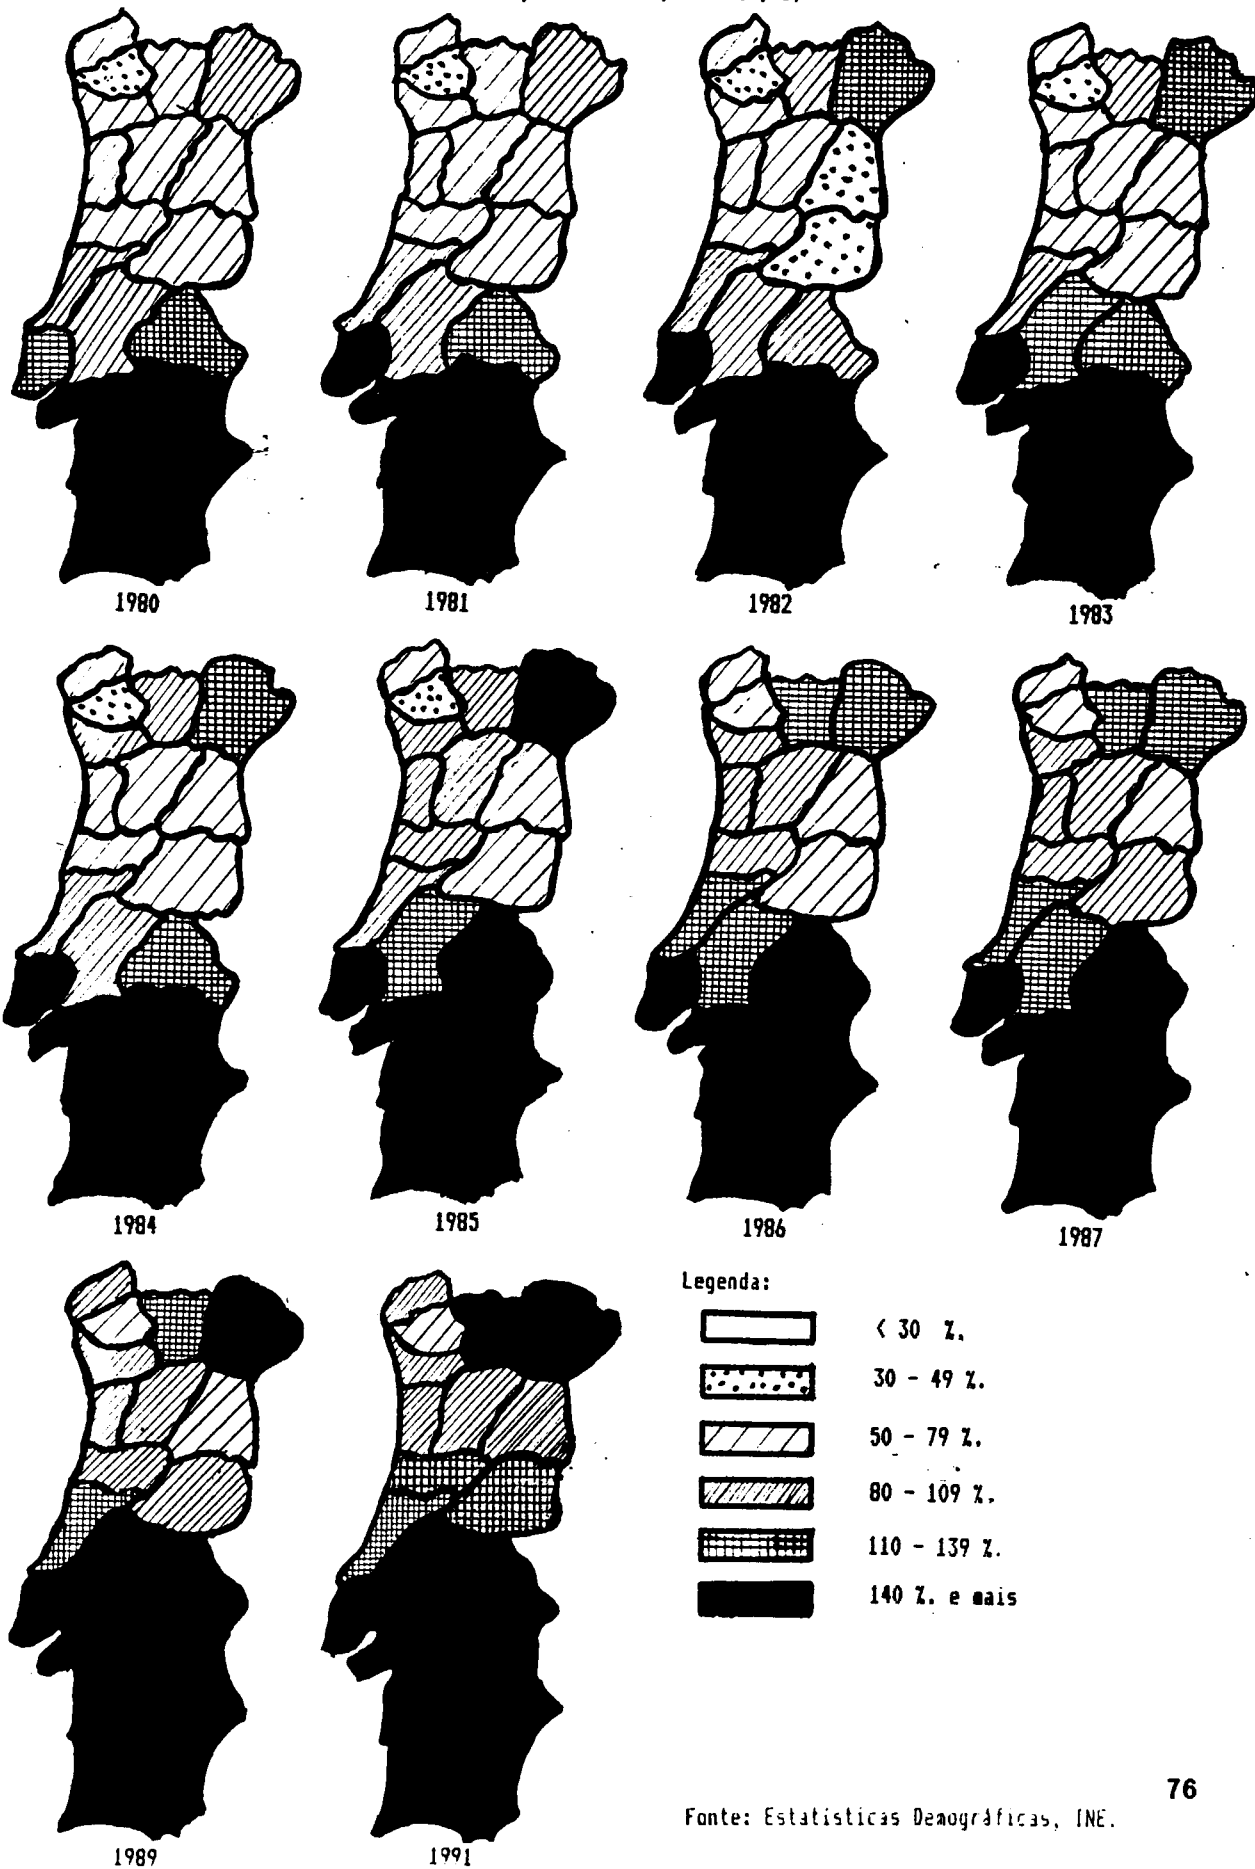 1980
1981
1982
1983
1984
1985
1986
1987
1989
1991
Legenda:
< 30 %.
30 - 49 %.
50 - 79 %.
80 - 109 %.
110 - 139 %.
140 %. e mais
76
Fonte: Estatísticas Demográficas, INE.